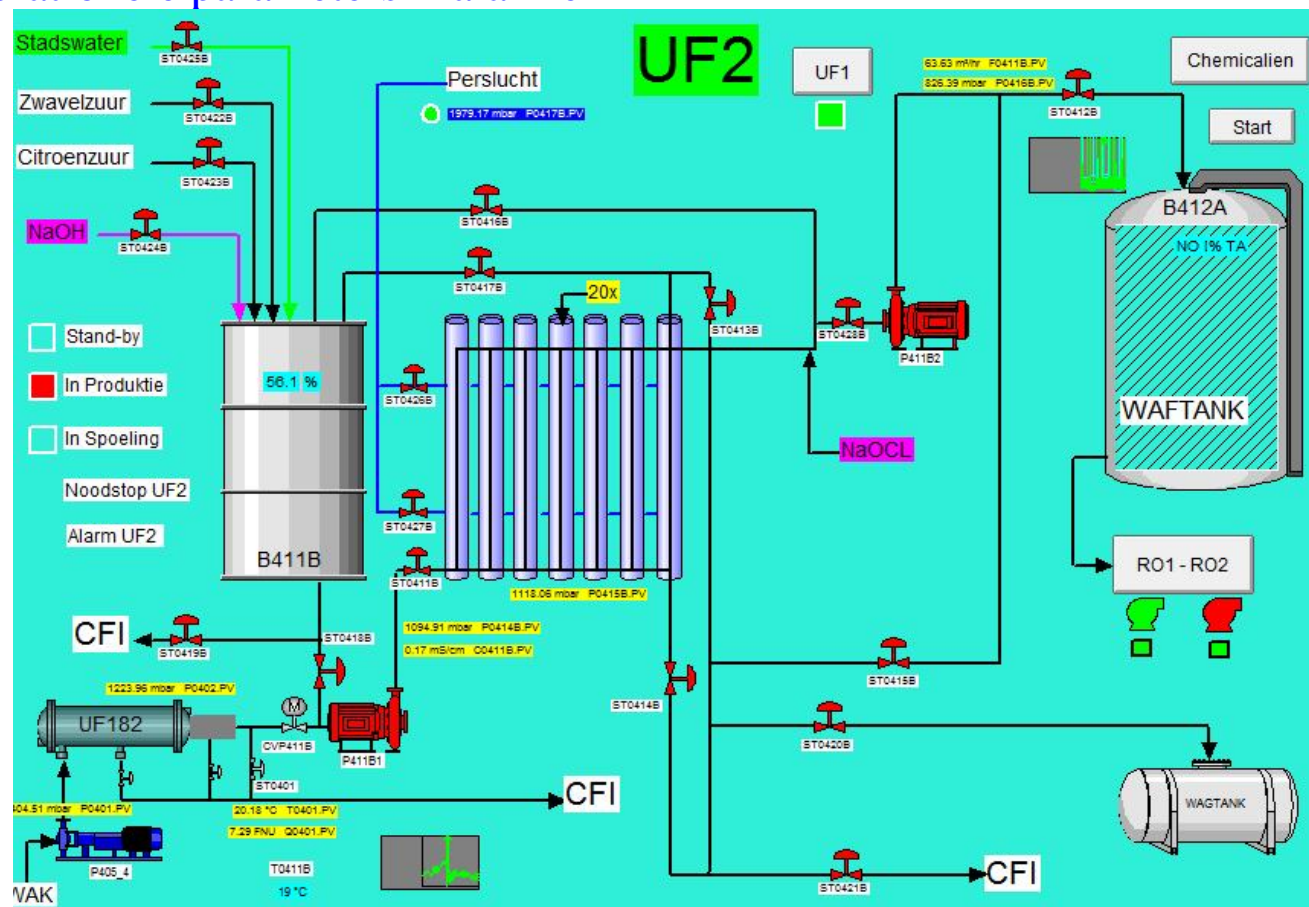 UF2
Stadswater
ST0425B
Zwavelzuur
ST0422B
Citroenzuur
ST0423B
NaOH
ST0424B
Perslucht
1979.17 mbar P0417B.PV
UF1
63.63 m³/hr F0411B.PV
826.39 mbar P0416B.PV
ST0412B
Chemicalien
Start
B412A
NO I% TA
WAFTANK
ST0416B
ST0417B
20x
ST0413B
ST0428B
P411B2
Stand-by
In Produktie
In Spoeling
Noodstop UF2
Alarm UF2
56.1 %
B411B
ST0426B
ST0427B
NaOCL
ST0411B
1118.06 mbar P0415B.PV
1094.91 mbar P0414B.PV
0.17 mS/cm C0411B.PV
RO1 - RO2
CFI
ST0419B
ST0418B
ST0415B
ST0414B
ST0420B
1223.96 mbar P0402.PV
UF182
M
CVP411B
P411B1
ST0401
CFI
WAGTANK
404.51 mbar P0401.PV
20.18 °C T0401.PV
7.29 FNU Q0401.PV
P405_4
WAK
T0411B
19 °C
ST0421B
CFI